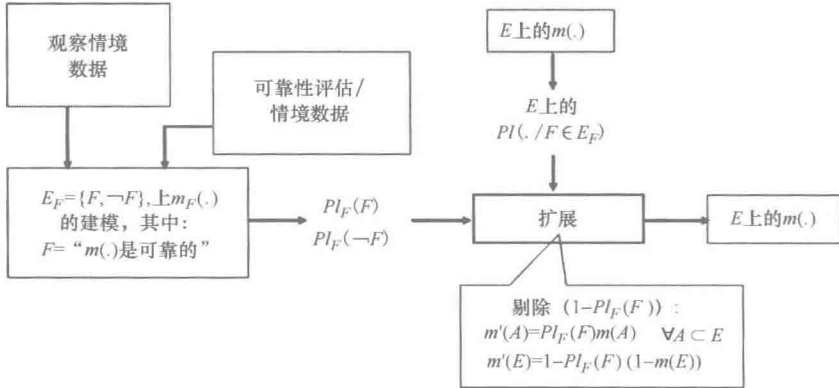 观察情境
数据
可靠性评估/
情境数据
E上的m(.)
E上的
Pl(./F∈E_F)
E_F={F,¬F},上m_F(.)
的建模，其中：
F=“m(.)是可靠的”
Pl_F(F)
Pl_F(¬F)
扩展
E上的m(.)
剔除（1–Pl_F(F)）：
m'(A)=Pl_F(F)m(A) ∀A⊂E
m'(E)=1–Pl_F(F)(1–m(E))